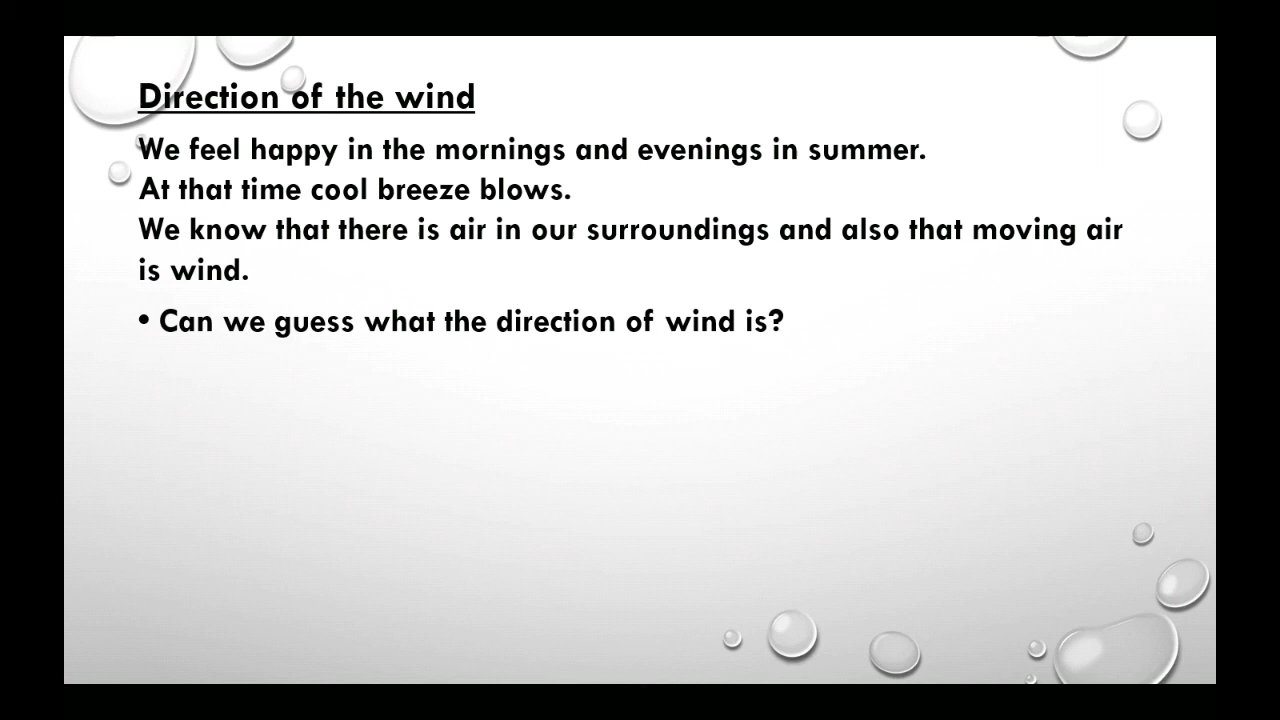 Direction of the wind
We feel happy in the mornings and evenings in summer.
At that time cool breeze blows.
We know that there is air in our surroundings and also that moving air
is wind.
• Can we guess what the direction of wind is?